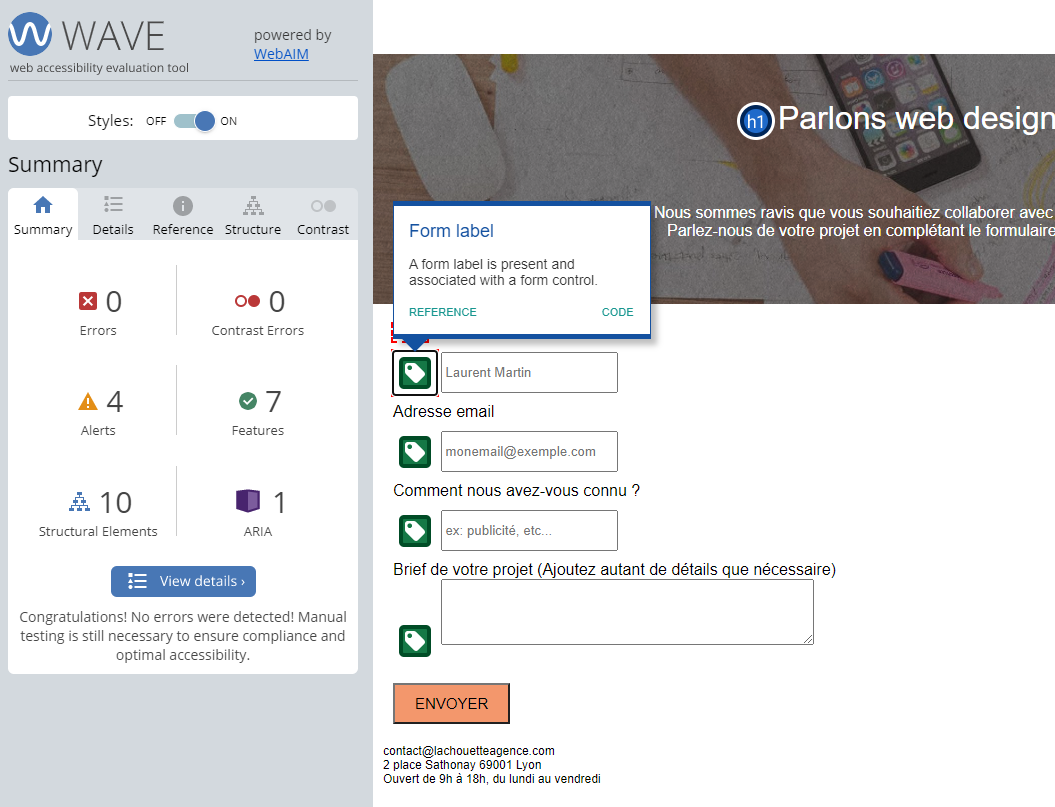 WAVE
powered by
WebAIM
web accessibility evaluation tool
Styles: OFF ON
Summary
Summary Details Reference Structure Contrast
0
Errors
0
Contrast Errors
4
Alerts
7
Features
10
Structural Elements
1
ARIA
View details ›
Congratulations! No errors were detected! Manual
testing is still necessary to ensure compliance and
optimal accessibility.
h1 Parlons web design
Nous sommes ravis que vous souhaitiez collaborer avec
Parlez-nous de votre projet en complétant le formulaire
Form label
A form label is present and
associated with a form control.
REFERENCE CODE
Laurent Martin
Adresse email
monemail@exemple.com
Comment nous avez-vous connu ?
ex: publicité, etc...
Brief de votre projet (Ajoutez autant de détails que nécessaire)
ENVOYER
contact@lachouetteagence.com
2 place Sathonay 69001 Lyon
Ouvert de 9h à 18h, du lundi au vendredi